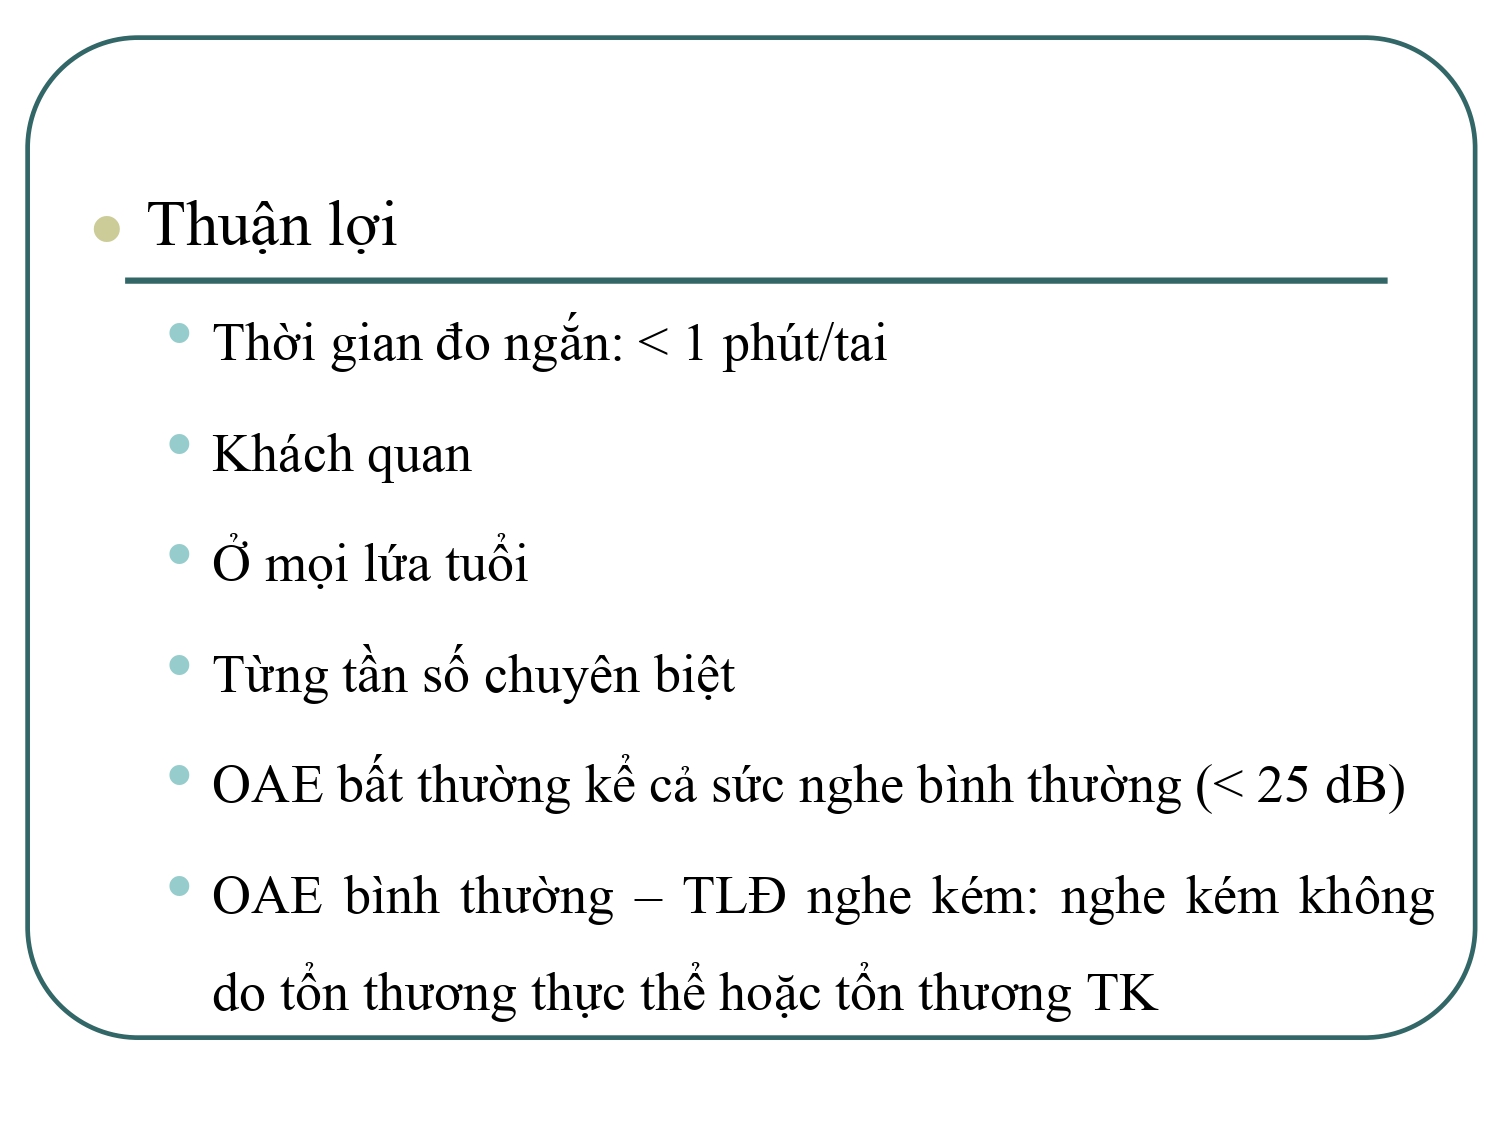 Thuận lợi
Thời gian đo ngắn: < 1 phút/tai
Khách quan
Ở mọi lứa tuổi
Từng tần số chuyên biệt
OAE bất thường kể cả sức nghe bình thường (< 25 dB)
OAE bình thường – TLĐ nghe kém: nghe kém không
do tổn thương thực thể hoặc tổn thương TK